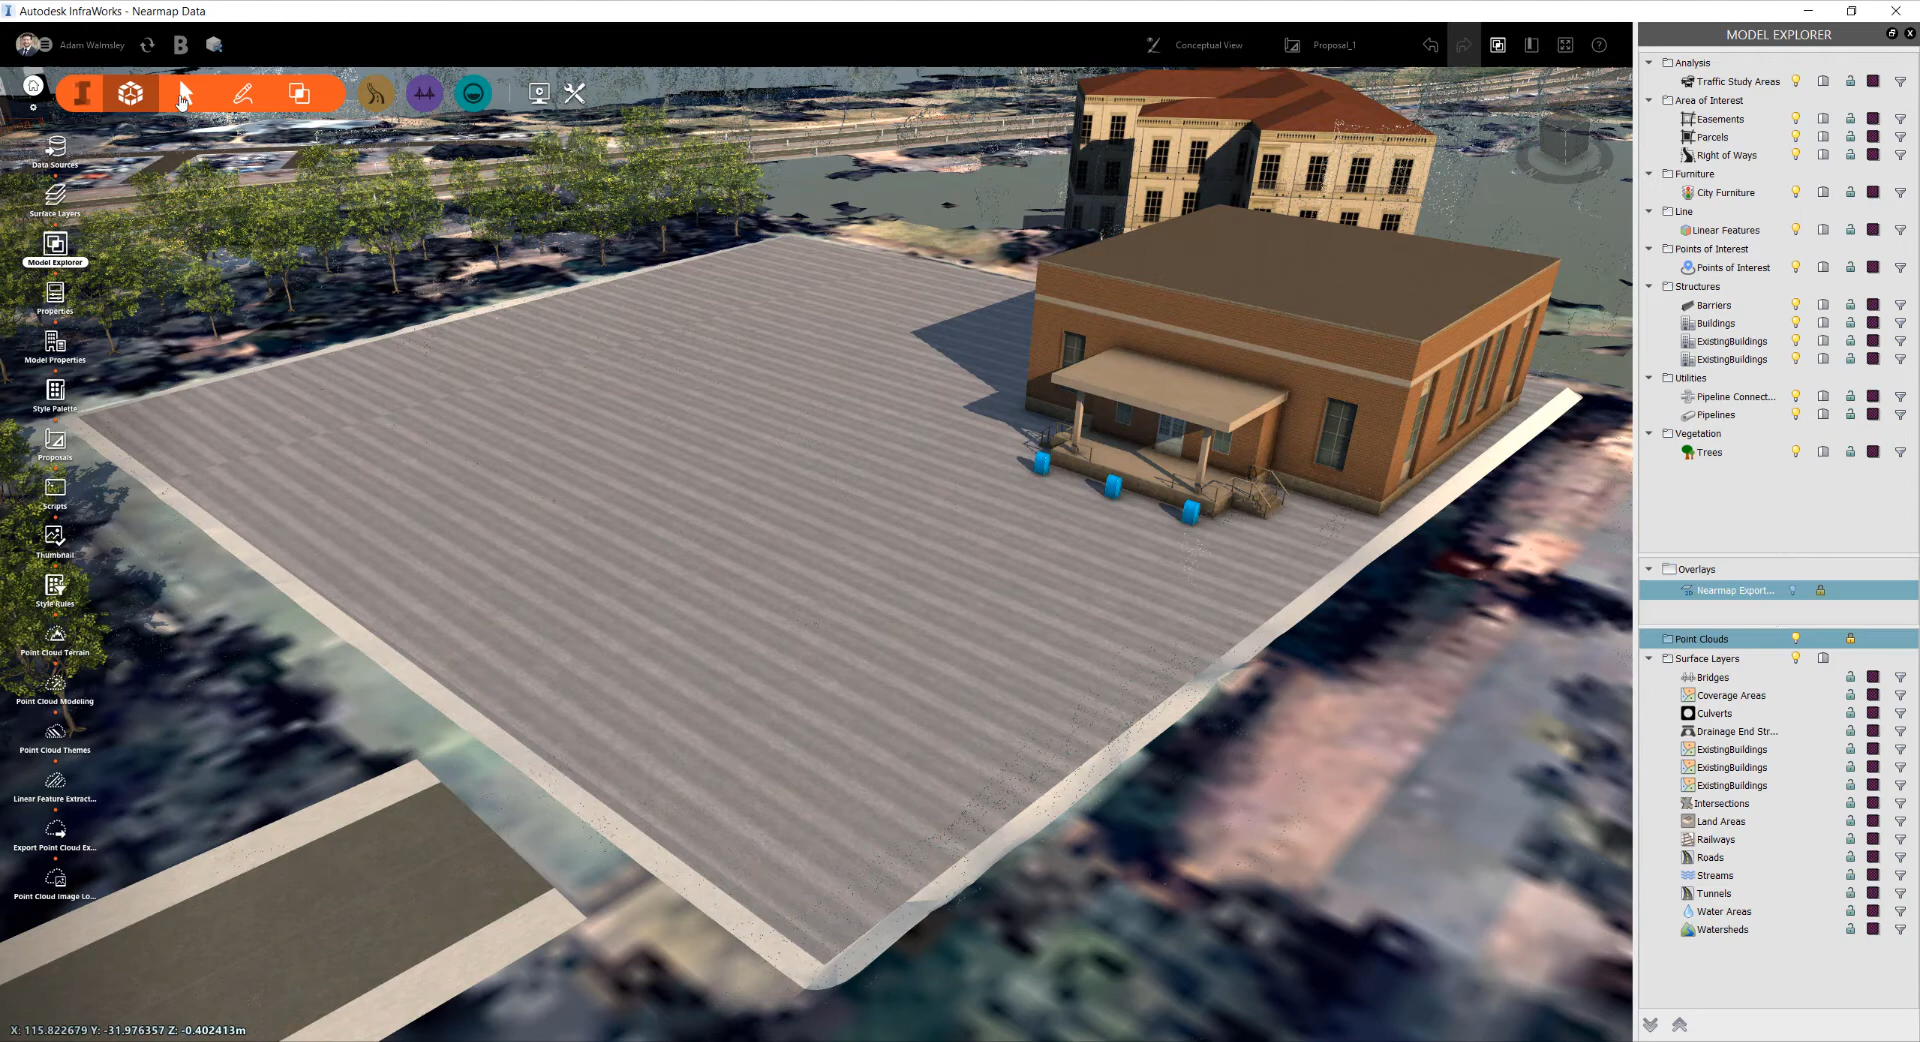 Autodesk InfraWorks - Nearmap Data
Adam Walmsley
Conceptual View
Proposal_1
Data Sources
Surface Layers
Model Explorer
Properties
Model Properties
Style Palette
Proposals
Scripts
Thumbnail
Style Rules
Point Cloud Terrain
Point Cloud Modeling
Point Cloud Themes
Linear Feature Extract...
Export Point Cloud Ex...
Point Cloud Image Lo...
X: 115.822679 Y: -31.976357 Z: -0.402413m
MODEL EXPLORER
Analysis
Traffic Study Areas
Area of Interest
Easements
Parcels
Right of Ways
Furniture
City Furniture
Line
Linear Features
Points of Interest
Points of Interest
Structures
Barriers
Buildings
ExistingBuildings
ExistingBuildings
Utilities
Pipeline Connect...
Pipelines
Vegetation
Trees
Overlays
Nearmap Export...
Point Clouds
Surface Layers
Bridges
Coverage Areas
Culverts
Drainage End Str...
ExistingBuildings
ExistingBuildings
ExistingBuildings
Intersections
Land Areas
Railways
Roads
Streams
Tunnels
Water Areas
Watersheds